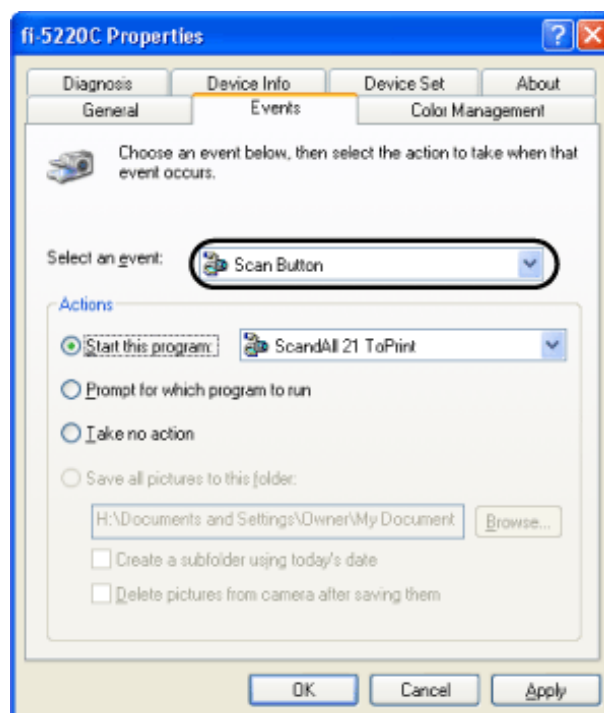 fi-5220C Properties
Diagnosis Device Info Device Set About
General Events Color Management
Choose an event below, then select the action to take when that
event occurs.
Select an event: Scan Button
Actions
Start this program: ScandAll 21 ToPrint
Prompt for which program to run
Take no action
Save all pictures to this folder:
H:\Documents and Settings\Owner\My Document Browse...
Create a subfolder using today's date
Delete pictures from camera after saving them
OK Cancel Apply